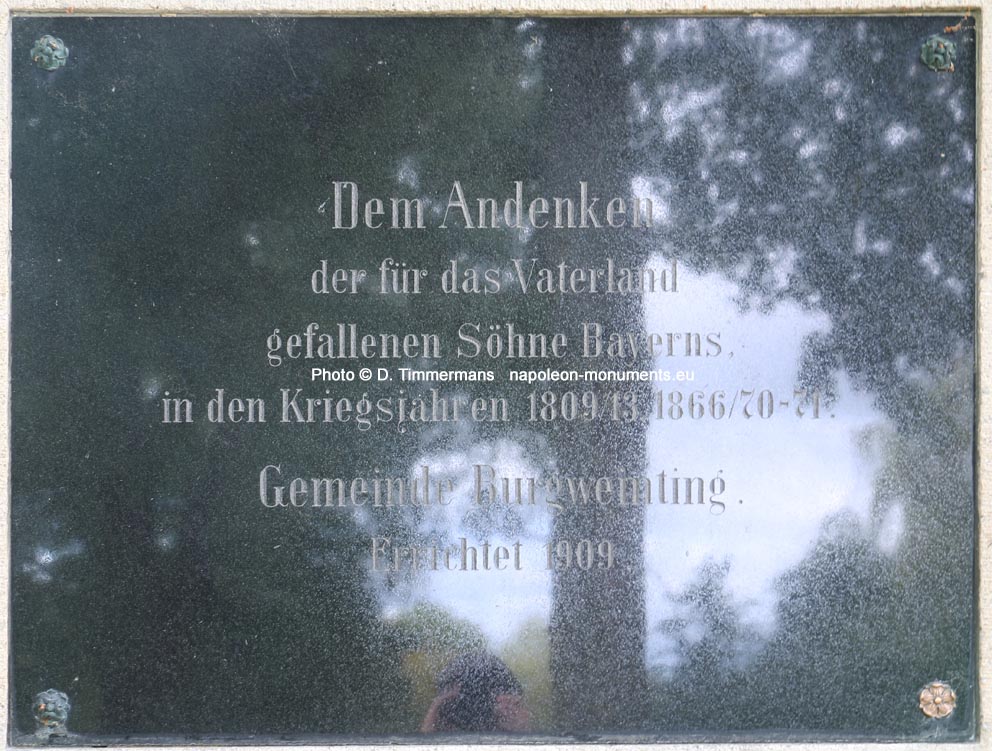 Dem Andenken
der für das Vaterland
gefallenen Söhne Bayerns,
Photo © D. Timmermans napoleon-monuments.eu
in den Kriegsjahren 1809/13/1866/70-71.
Gemeinde Burgweinting.
Errichtet 1909.